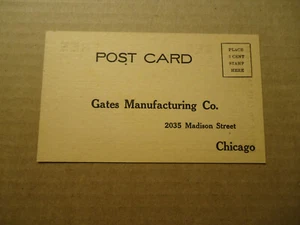 POST CARD
PLACE
1 CENT
STAMP
HERE
Gates Manufacturing Co.
2035 Madison Street
Chicago